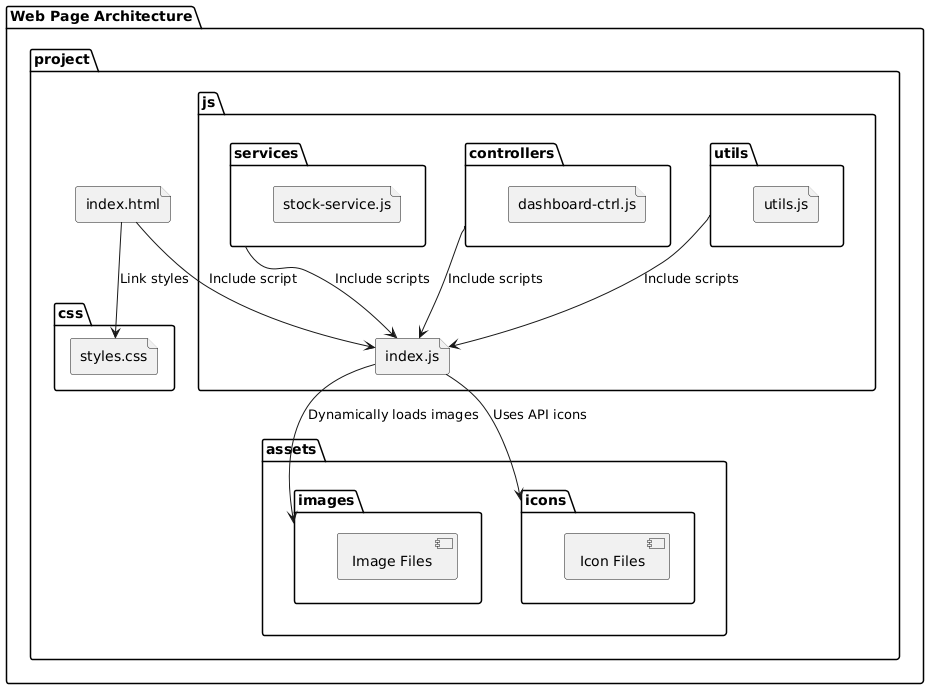 Web Page Architecture
project
js
services
controllers
utils
index.html
stock-service.js
dashboard-ctrl.js
utils.js
Link styles
Include script
Include scripts
Include scripts
Include scripts
css
styles.css
index.js
Dynamically loads images
Uses API icons
assets
images
icons
Image Files
Icon Files